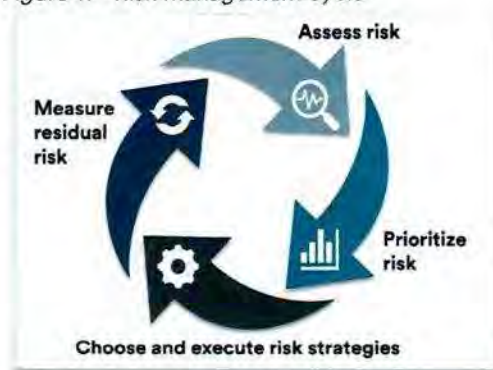 Assess risk
Measure
residual
risk
Prioritize
risk
Choose and execute risk strategies